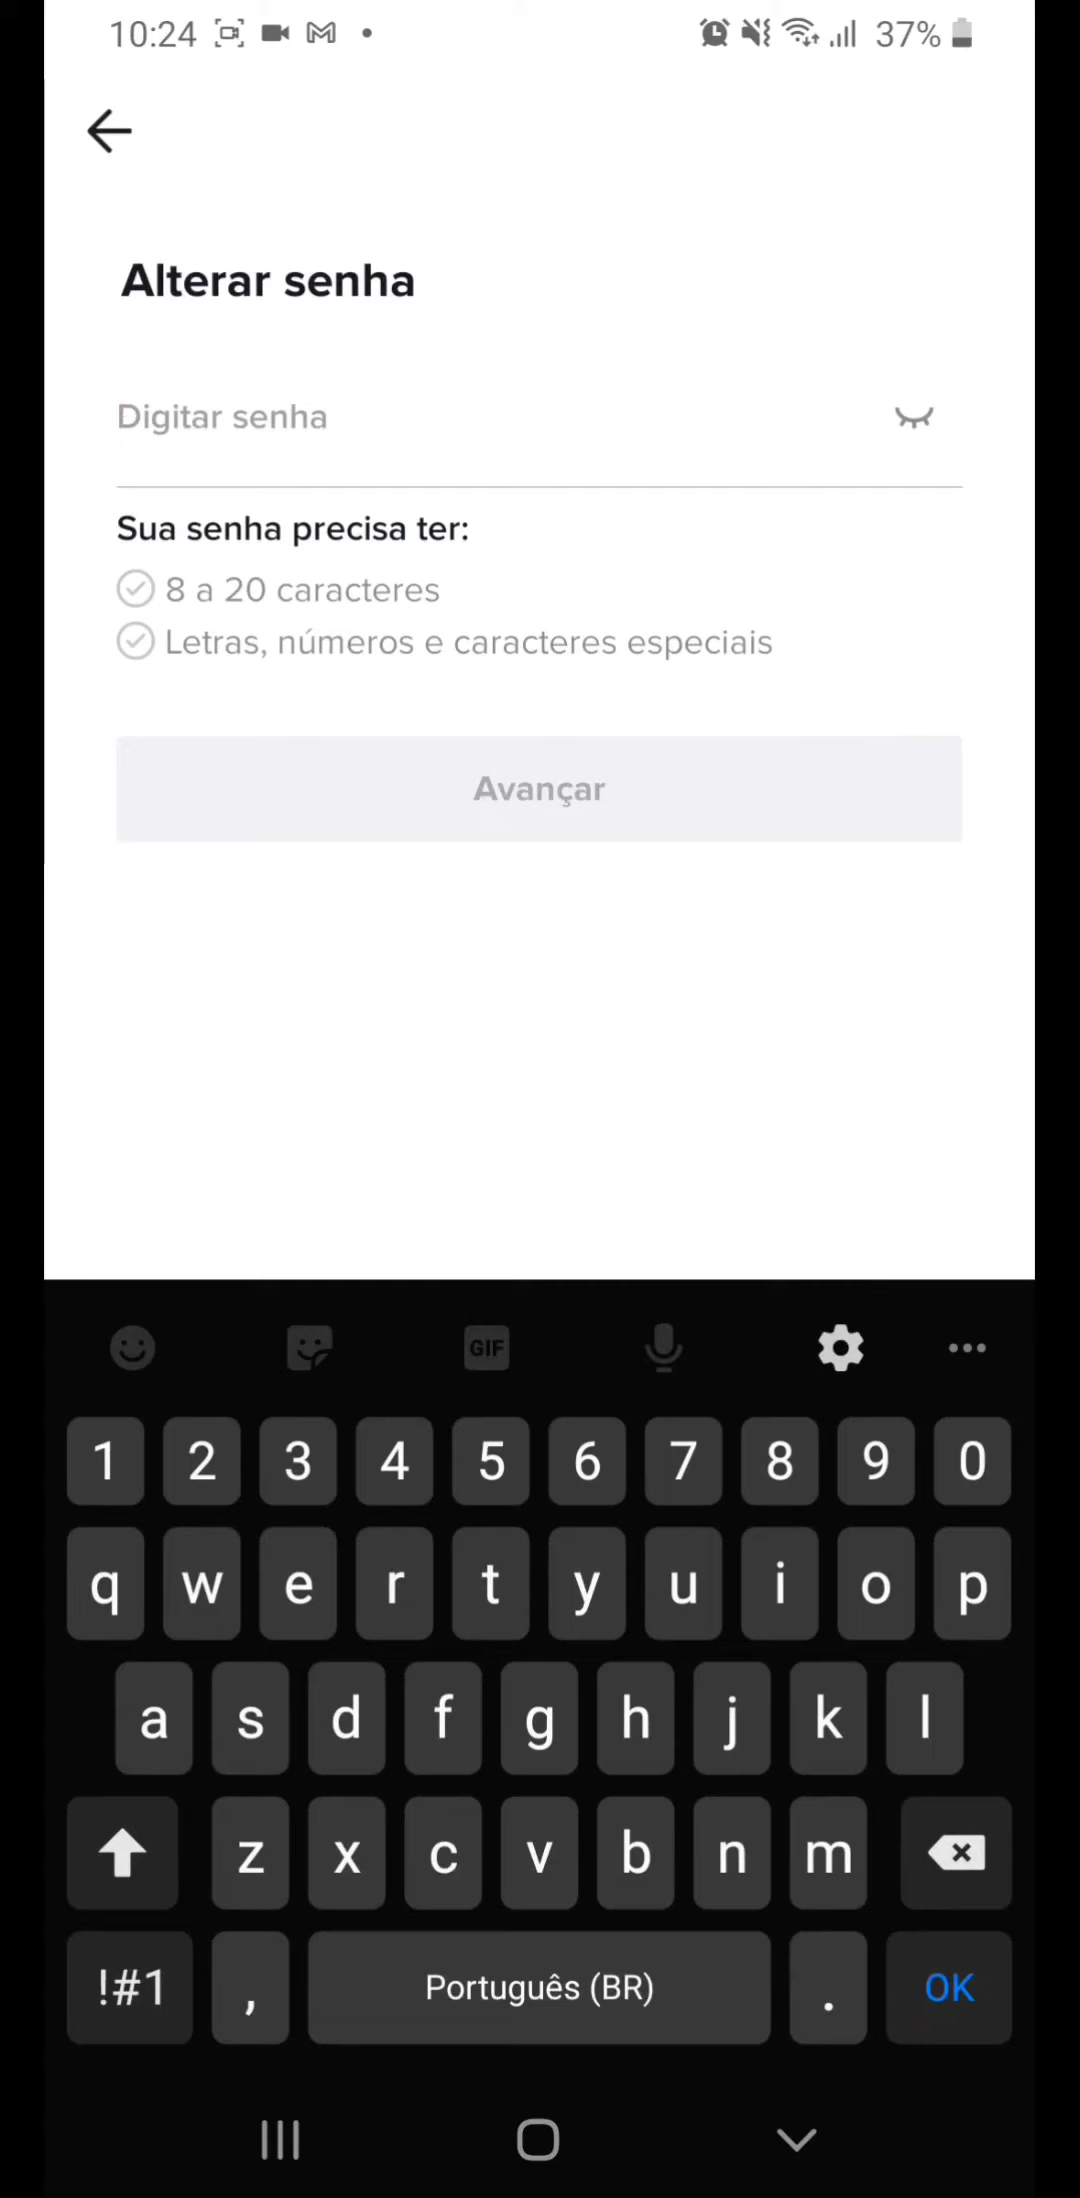 10:24 37%
Alterar senha
Digitar senha
Sua senha precisa ter:
8 a 20 caracteres
Letras, números e caracteres especiais
Avançar
GIF
1 2 3 4 5 6 7 8 9 0
q w e r t y u i o p
a s d f g h j k l
z x c v b n m
!#1 , Português (BR) . OK